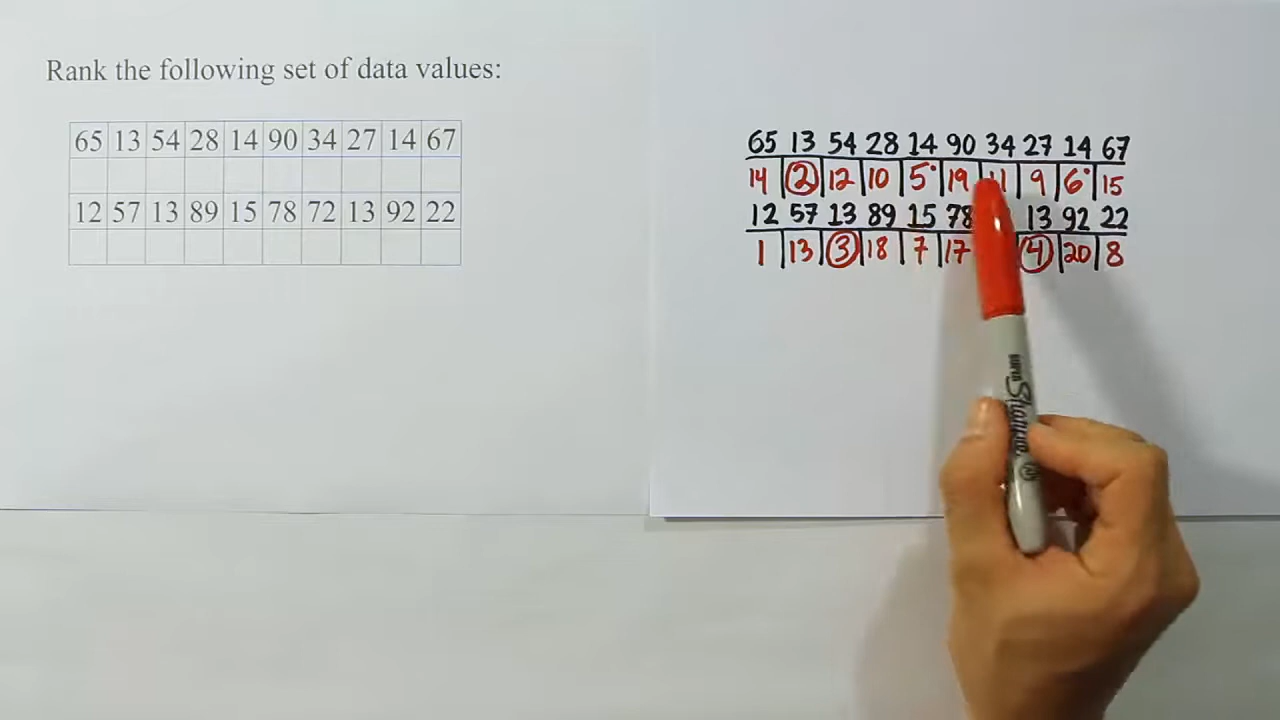 Rank the following set of data values:
65 13 54 28 14 90 34 27 14 67
12 57 13 89 15 78 72 13 92 22
65 13 54 28 14 90 34 27 14 67
14 2 12 10 5 19 11 9 6 15
12 57 13 89 15 78 13 92 22
1 13 3 18 7 17 4 20 8
SUPER Sharpie